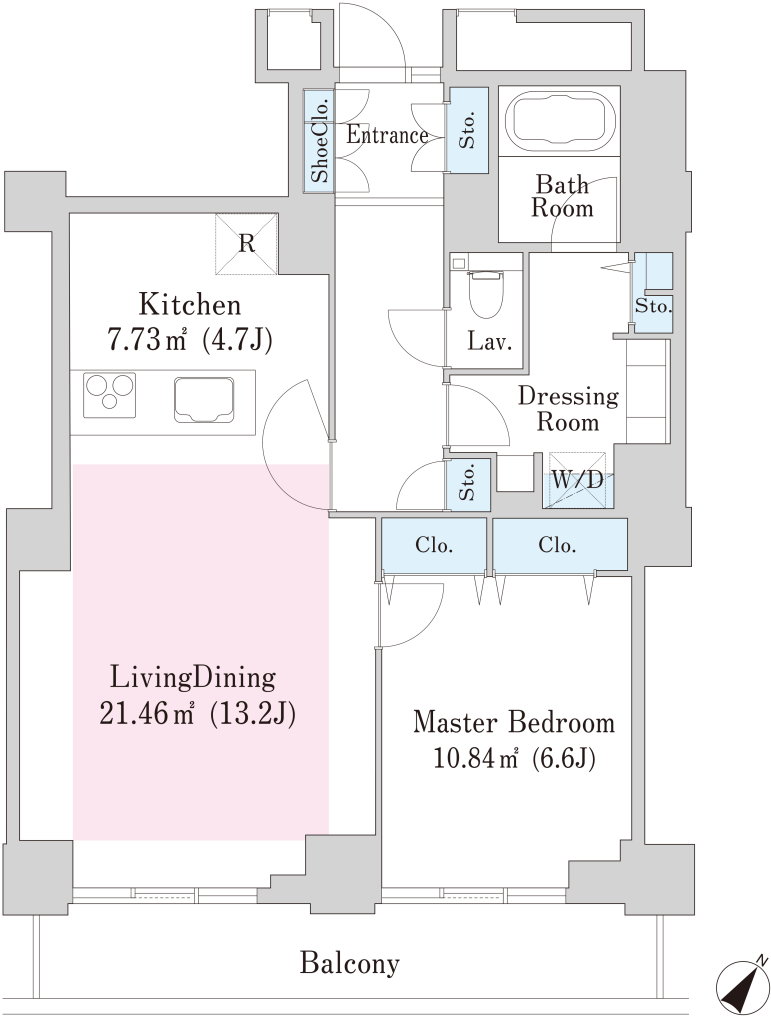 Entrance
ShoeClo.
Sto.
Bath
Room
R
Kitchen
7.73㎡ (4.7J)
Lav.
Sto.
Dressing
Room
W/D
Sto.
Clo.
Clo.
LivingDining
21.46㎡ (13.2J)
Master Bedroom
10.84㎡ (6.6J)
Balcony
N